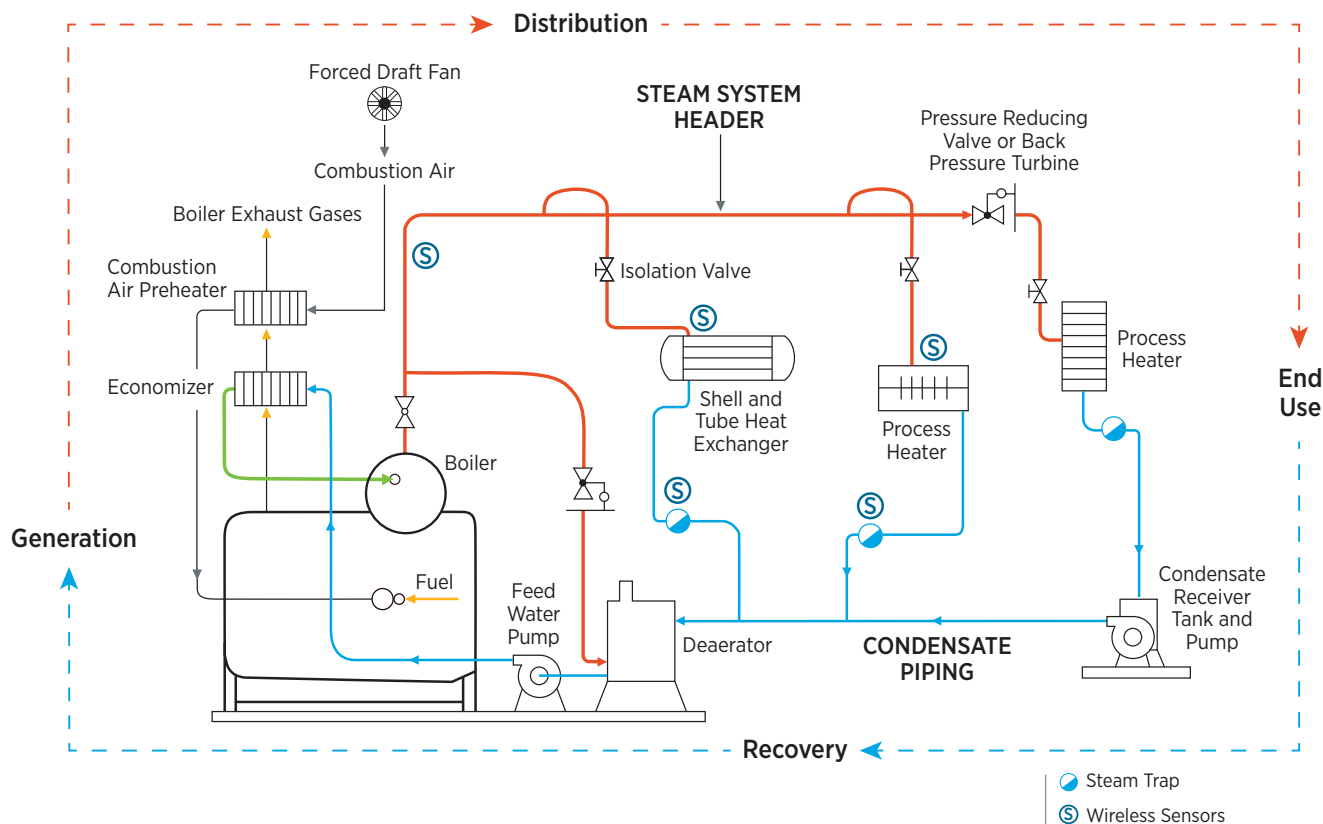 Distribution
Forced Draft Fan
STEAM SYSTEM
HEADER
Pressure Reducing
Valve or Back
Pressure Turbine
Combustion Air
Boiler Exhaust Gases
S
Isolation Valve
Combustion
Air Preheater
S
S
Process
Heater
Economizer
Shell and
Tube Heat
Exchanger
Process
Heater
End
Use
Boiler
S
S
Generation
Fuel
Feed
Water
Pump
Deaerator
CONDENSATE
PIPING
Condensate
Receiver
Tank and
Pump
Recovery
Steam Trap
S Wireless Sensors